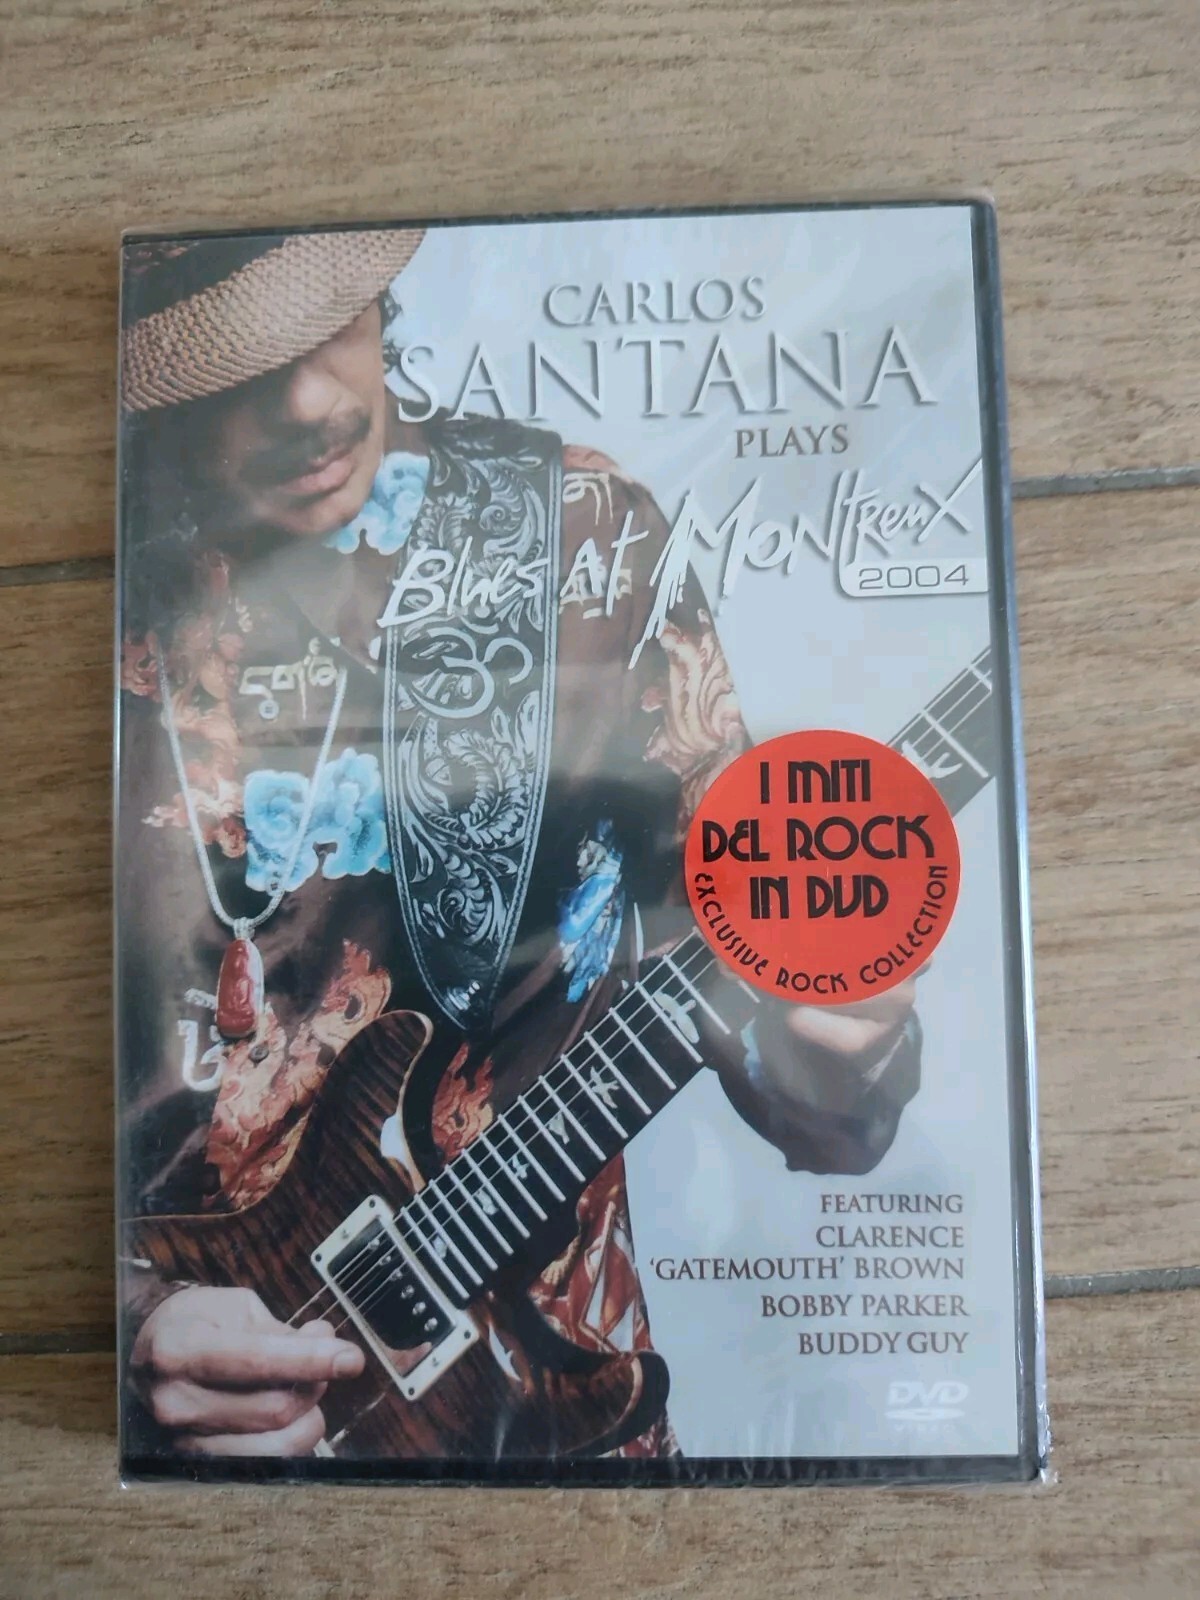 CARLOS
SANTANA
PLAYS
Blues At Montreux
2004
I MITI
DEL ROCK
IN DVD
EXCLUSIVE ROCK COLLECTION
FEATURING
CLARENCE
'GATEMOUTH' BROWN
BOBBY PARKER
BUDDY GUY
DVD
VIDEO